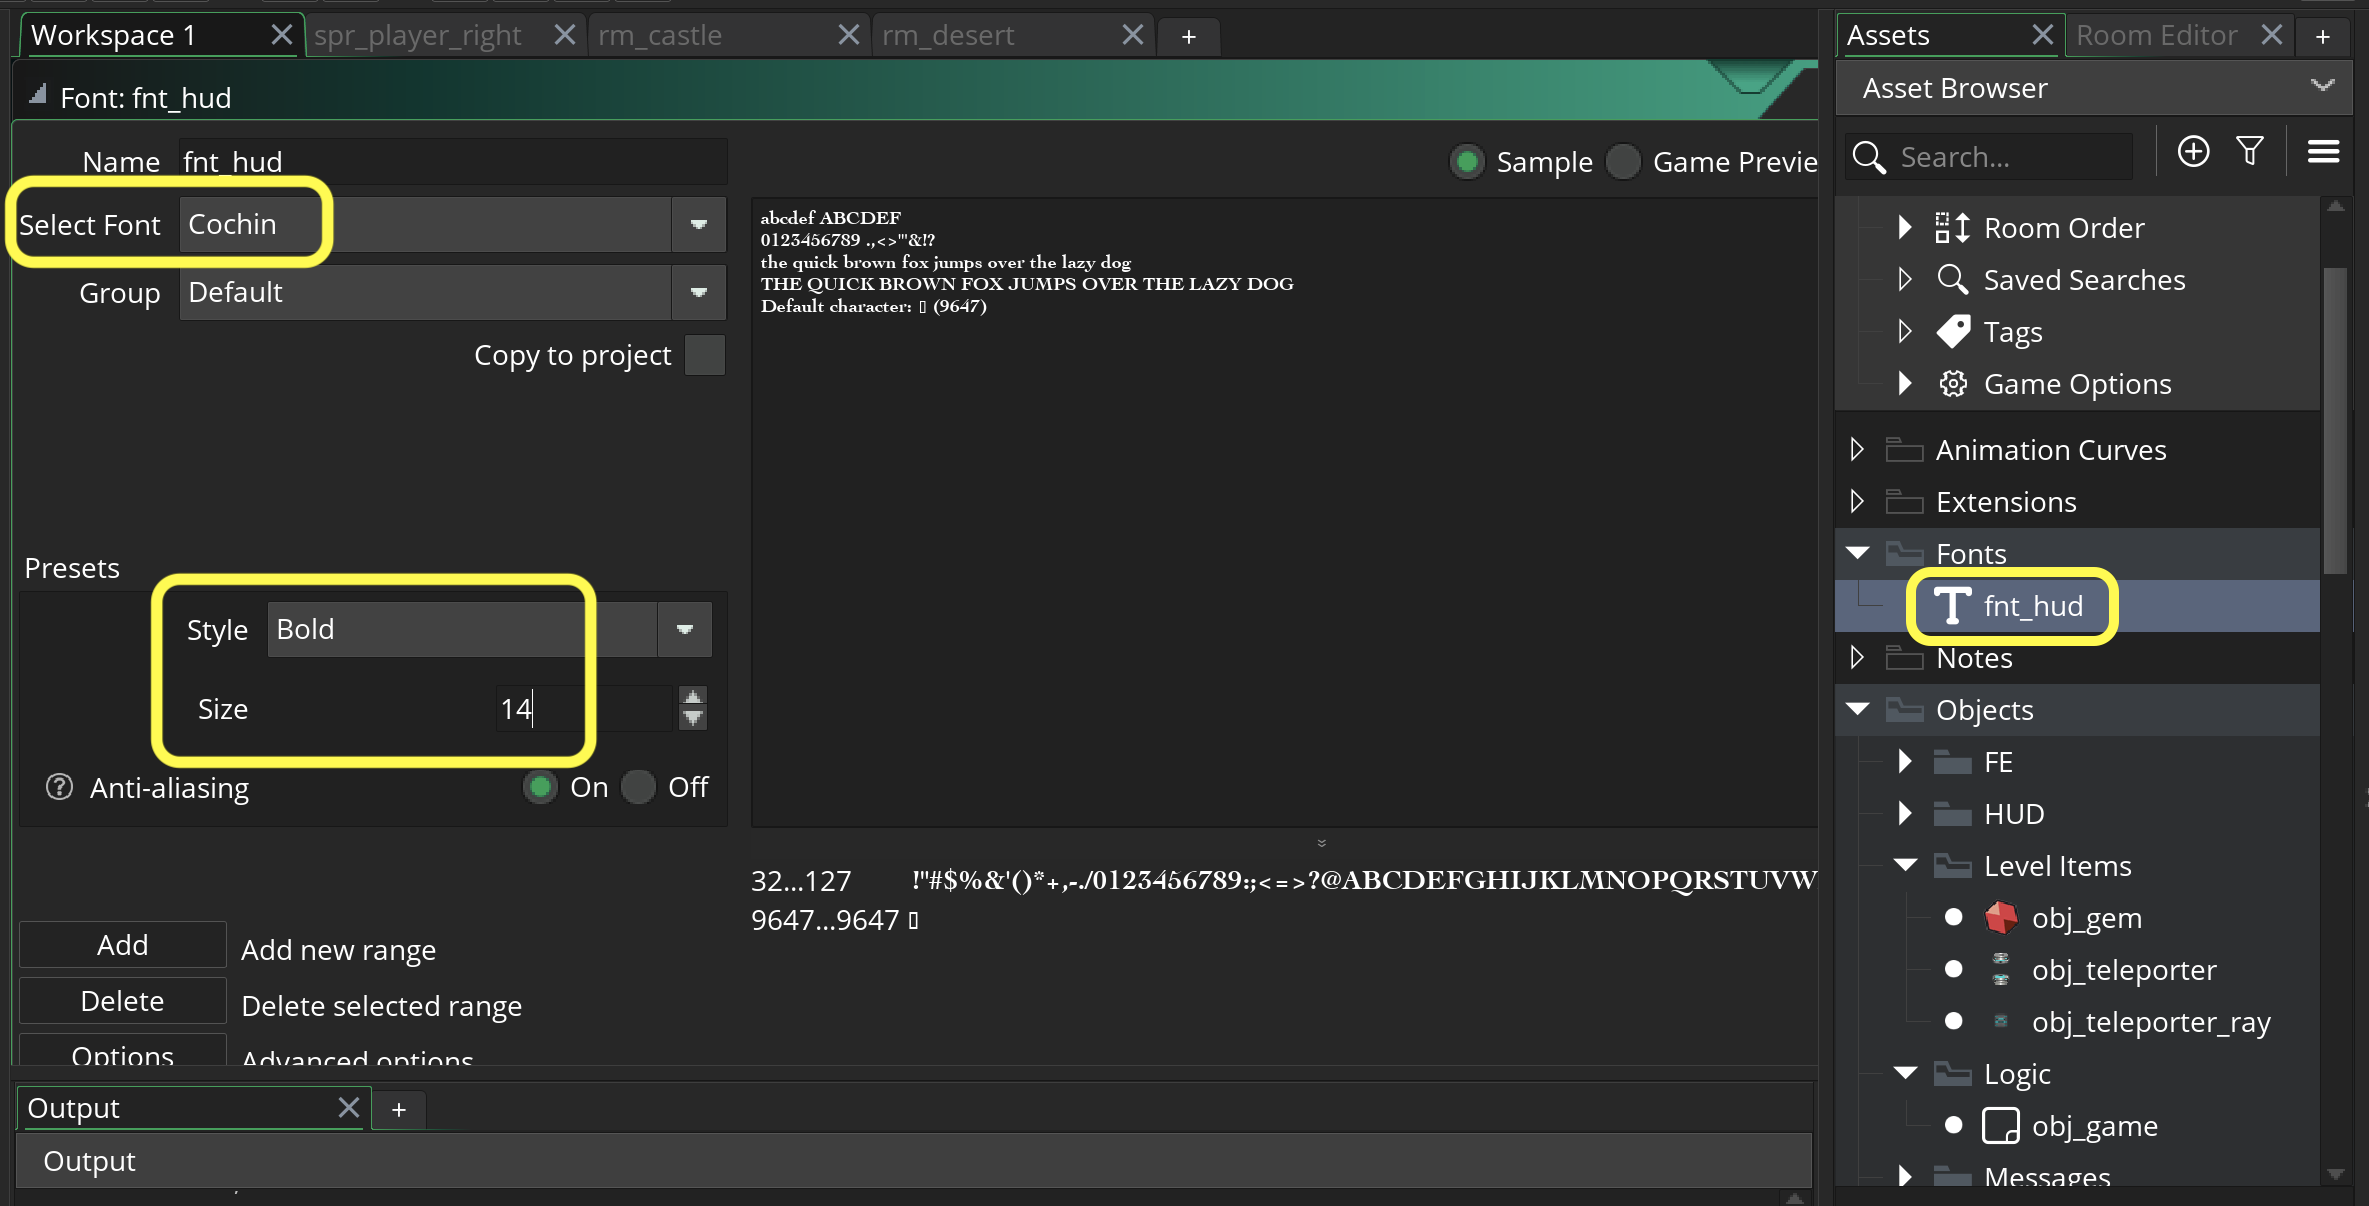 Workspace 1
spr_player_right
rm_castle
rm_desert
+
Assets
Room Editor
+
Font: fnt_hud
Asset Browser
Name
fnt_hud
Sample
Game Previe
Search...
Select Font
Cochin
Group
Default
Copy to project
abcdef ABCDEF
0123456789 .,<>"'&!?
the quick brown fox jumps over the lazy dog
THE QUICK BROWN FOX JUMPS OVER THE LAZY DOG
Default character: ▯ (9647)
Presets
Style
Bold
Size
14
? Anti-aliasing
On
Off
32...127 !"#$%&'()*+,-./0123456789:;<=>?@ABCDEFGHIJKLMNOPQRSTUVW
9647...9647 ▯
Add
Add new range
Delete
Delete selected range
Options
Advanced options
Output
+
Output
Room Order
Saved Searches
Tags
Game Options
Animation Curves
Extensions
Fonts
fnt_hud
Notes
Objects
FE
HUD
Level Items
obj_gem
obj_teleporter
obj_teleporter_ray
Logic
obj_game
Messages